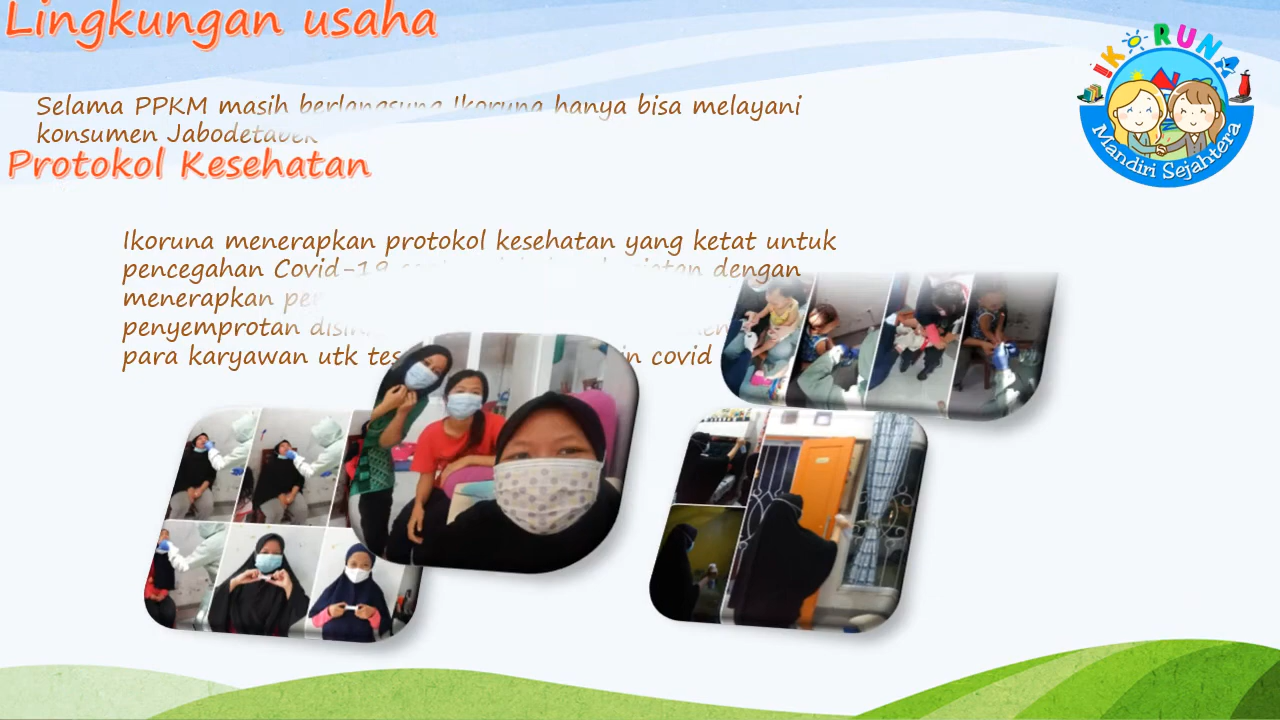 Lingkungan usaha
IKORUNA
Mandiri Sejahtera
Selama PPKM masih berlangsung Ikoruna hanya bisa melayani
konsumen Jabodetabek
Protokol Kesehatan
Ikoruna menerapkan protokol kesehatan yang ketat untuk
pencegahan Covid-19 dengan
menerapkan
penyemprotan
para karyawan utk covid